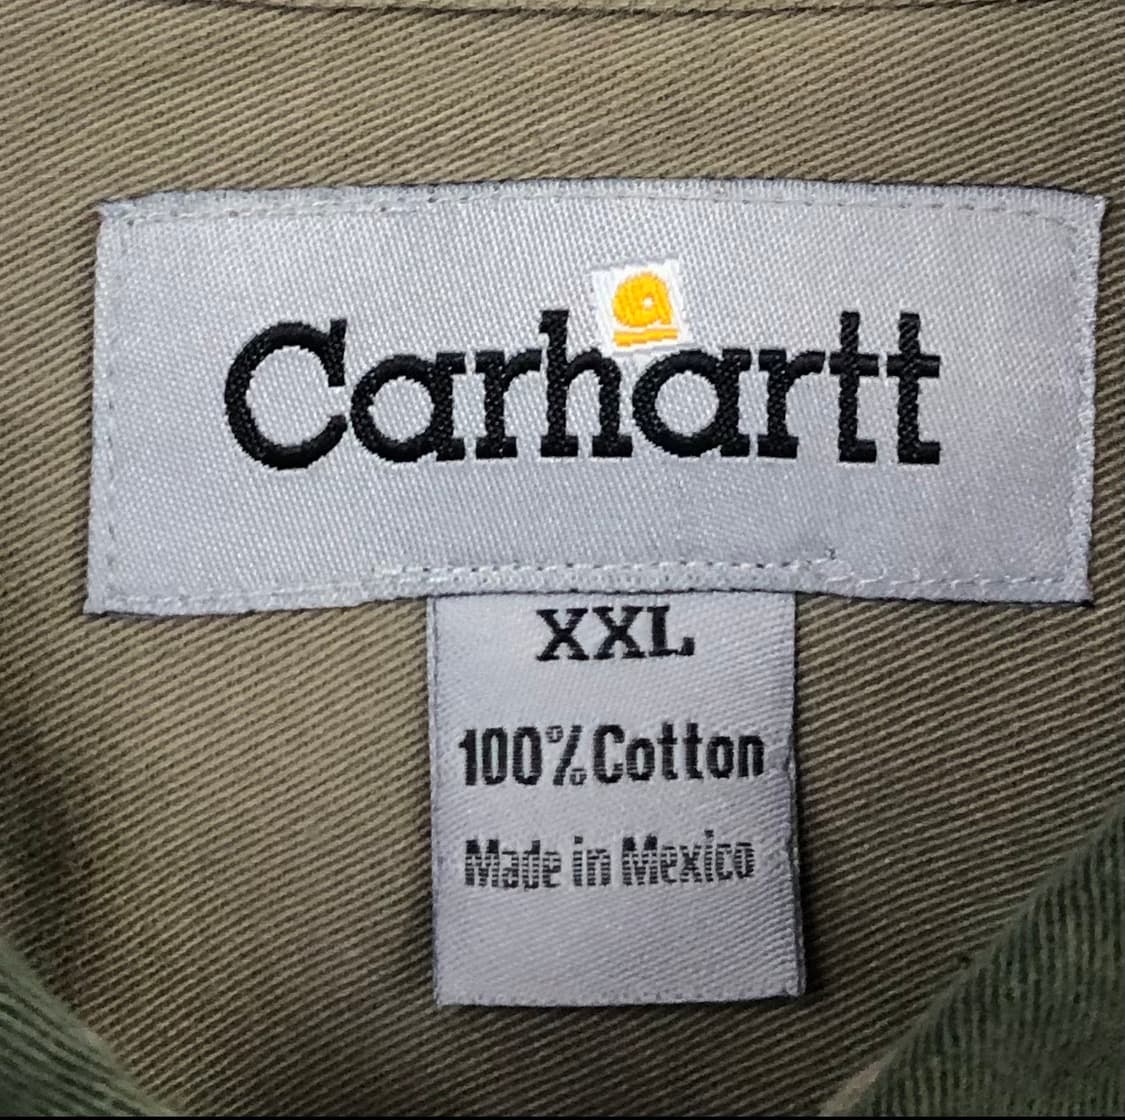 Carhartt
XXL
100% Cotton
Made in Mexico